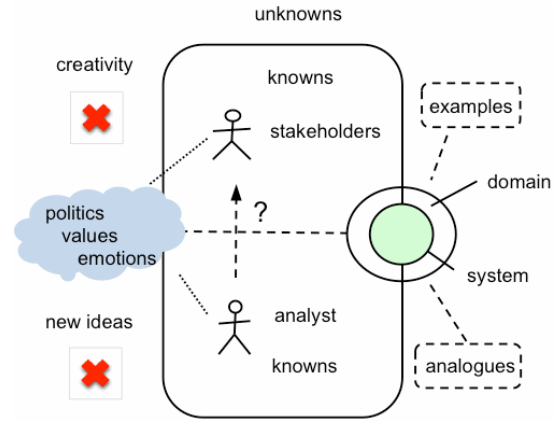 unknowns
creativity
knowns
stakeholders
examples
domain
politics
values
emotions
?
system
new ideas
analyst
knowns
analogues